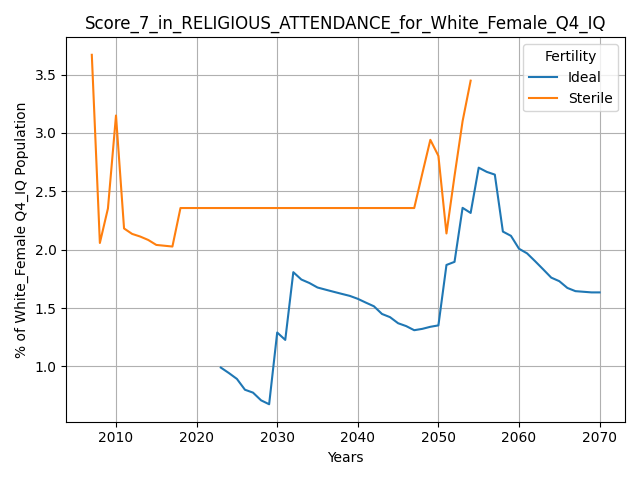 Score_7_in_RELIGIOUS_ATTENDANCE_for_White_Female_Q4_IQ
Fertility
Ideal
Sterile
% of White_Female Q4_IQ Population
3.5
3.0
2.5
2.0
1.5
1.0
2010 2020 2030 2040 2050 2060 2070
Years